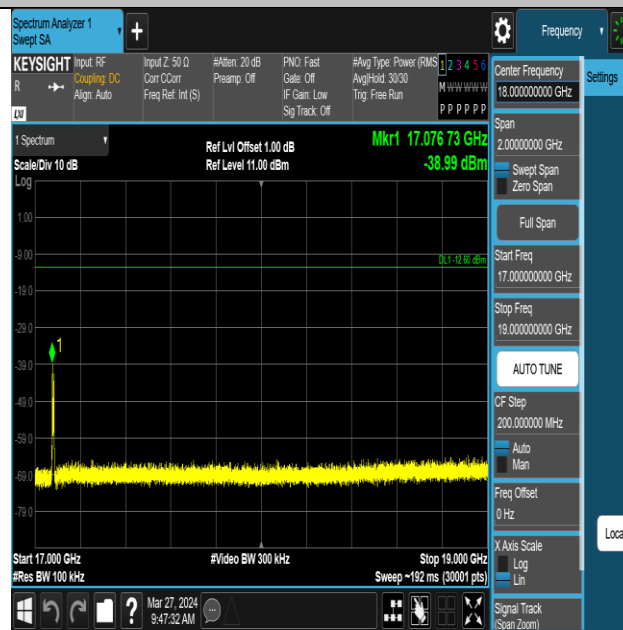 Spectrum Analyzer 1
Swept SA
Frequency
KEYSIGHT
R
LXI
Input: RF
Coupling: DC
Align: Auto
Input Z: 50 Ω
Corr CCorr
Freq Ref: Int (S)
#Atten: 20 dB
Preamp: Off
PNO: Fast
Gate: Off
IF Gain: Low
Sig Track: Off
#Avg Type: Power (RMS
Avg|Hold: 30/30
Trig: Free Run
1 2 3 4 5 6
M W W W W W
P P P P P P
1 Spectrum
Scale/Div 10 dB
Log
Ref Lvl Offset 1.00 dB
Ref Level 11.00 dBm
Mkr1 17.076 73 GHz
-38.99 dBm
1.00
-9.00
DL1 -12.60 dBm
-19.0
-29.0
1
-39.0
-49.0
-59.0
-69.0
-79.0
Start 17.000 GHz
#Res BW 100 kHz
#Video BW 300 kHz
Stop 19.000 GHz
Sweep ~192 ms (30001 pts)
Mar 27, 2024
9:47:32 AM
?
Center Frequency
18.000000000 GHz
Settings
Span
2.00000000 GHz
Swept Span
Zero Span
Full Span
Start Freq
17.000000000 GHz
Stop Freq
19.000000000 GHz
AUTO TUNE
CF Step
200.000000 MHz
Auto
Man
Freq Offset
0 Hz
X Axis Scale
Log
Lin
Loca
Signal Track
(Span Zoom)